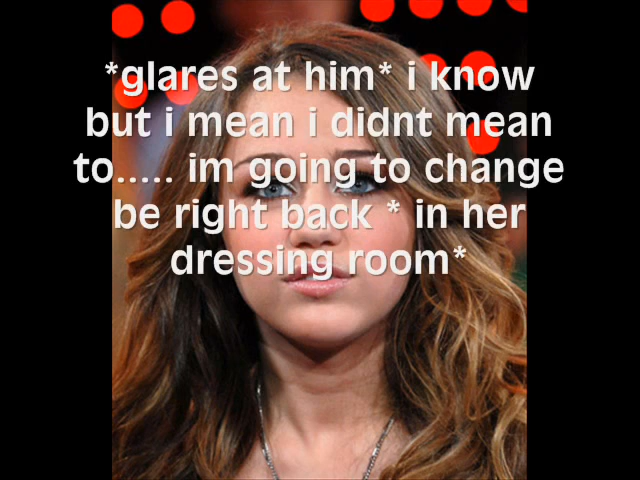 *glares at him* i know
but i mean i didnt mean
to..... im going to change
be right back * in her
dressing room*